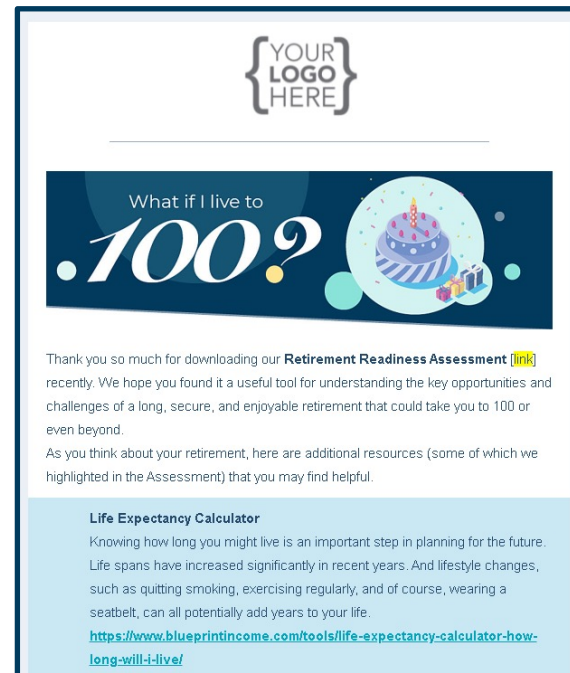 {YOUR
LOGO
HERE}
What if I live to
100?
Thank you so much for downloading our Retirement Readiness Assessment [link]
recently. We hope you found it a useful tool for understanding the key opportunities and
challenges of a long, secure, and enjoyable retirement that could take you to 100 or
even beyond.
As you think about your retirement, here are additional resources (some of which we
highlighted in the Assessment) that you may find helpful.
Life Expectancy Calculator
Knowing how long you might live is an important step in planning for the future.
Life spans have increased significantly in recent years. And lifestyle changes,
such as quitting smoking, exercising regularly, and of course, wearing a
seatbelt, can all potentially add years to your life.
https://www.blueprintincome.com/tools/life-expectancy-calculator-how-
long-will-i-live/